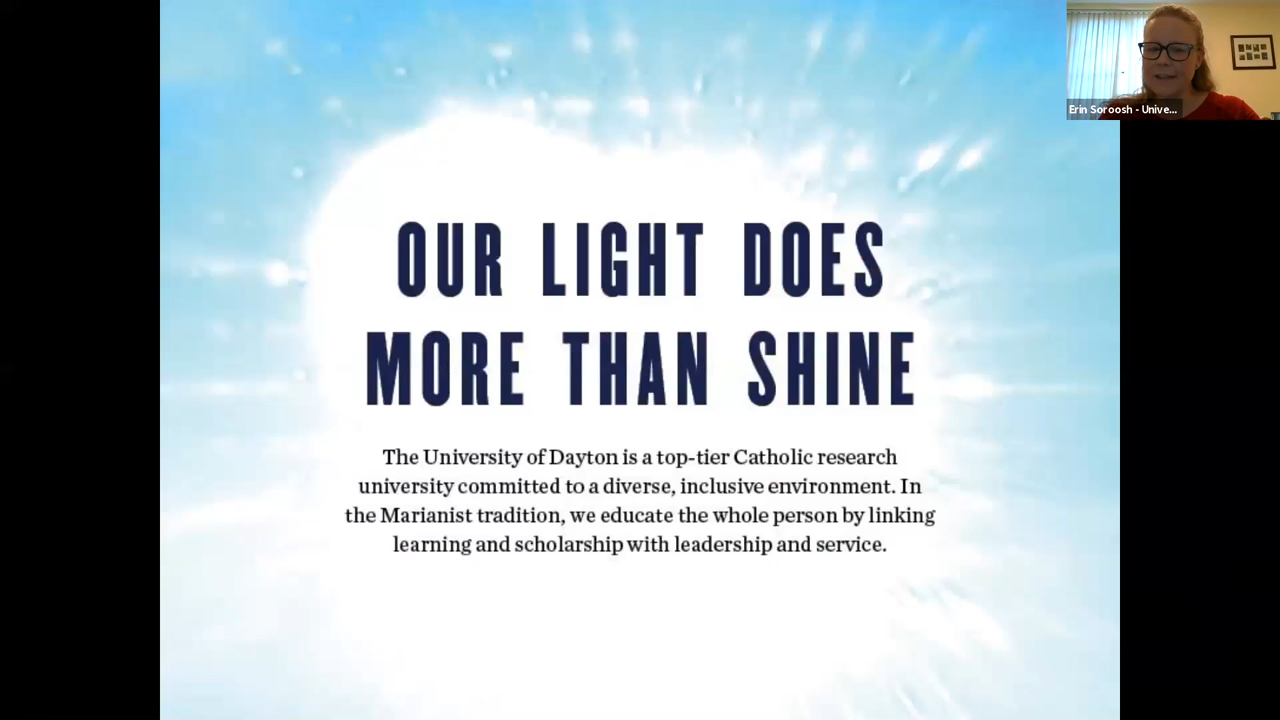 Erin Soroosh - Unive...
OUR LIGHT DOES
MORE THAN SHINE
The University of Dayton is a top-tier Catholic research
university committed to a diverse, inclusive environment. In
the Marianist tradition, we educate the whole person by linking
learning and scholarship with leadership and service.